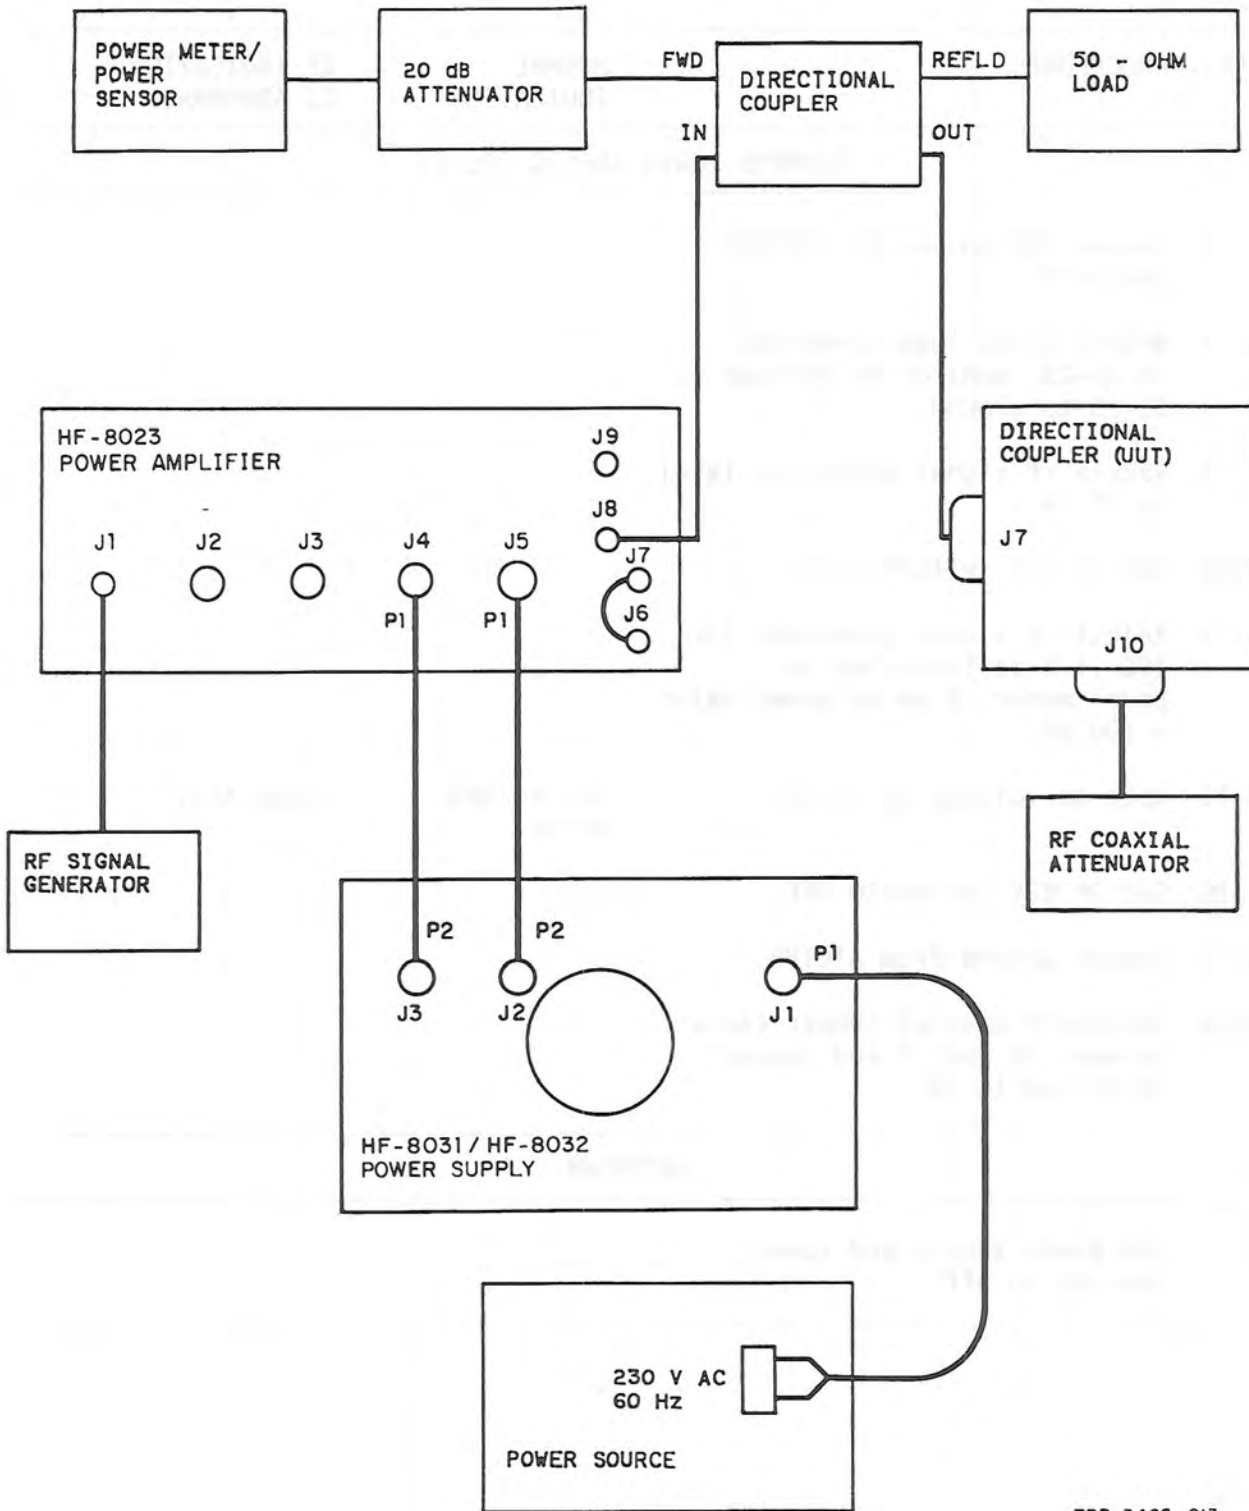 POWER METER/
POWER
SENSOR
20 dB
ATTENUATOR
FWD
DIRECTIONAL
COUPLER
REFLD
50 - OHM
LOAD
IN
OUT
HF-8023
POWER AMPLIFIER
J9
J8
J1
J2
J3
J4
J5
J7
J6
P1
P1
DIRECTIONAL
COUPLER (UUT)
J7
J10
RF SIGNAL
GENERATOR
RF COAXIAL
ATTENUATOR
P2
P2
P1
J3
J2
J1
HF-8031 / HF-8032
POWER SUPPLY
230 V AC
60 Hz
POWER SOURCE